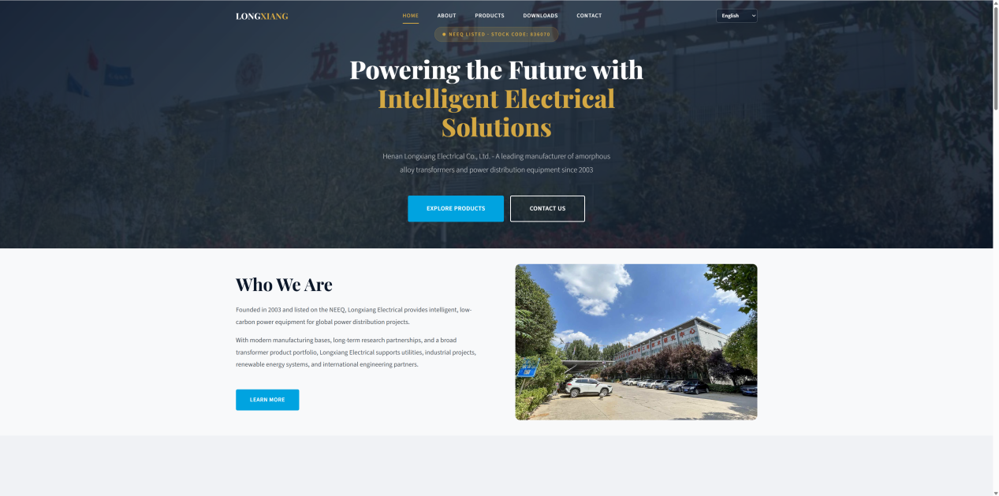 LONGXIANG
HOME ABOUT PRODUCTS DOWNLOADS CONTACT
English
NEEQ LISTED · STOCK CODE: 836070
龙翔电气
Powering the Future with
Intelligent Electrical
Solutions
Henan Longxiang Electrical Co., Ltd. - A leading manufacturer of amorphous
alloy transformers and power distribution equipment since 2003
EXPLORE PRODUCTS CONTACT US
Who We Are
Founded in 2003 and listed on the NEEQ, Longxiang Electrical provides intelligent, low-
carbon power equipment for global power distribution projects.
With modern manufacturing bases, long-term research partnerships, and a broad
transformer product portfolio, Longxiang Electrical supports utilities, industrial projects,
renewable energy systems, and international engineering partners.
LEARN MORE